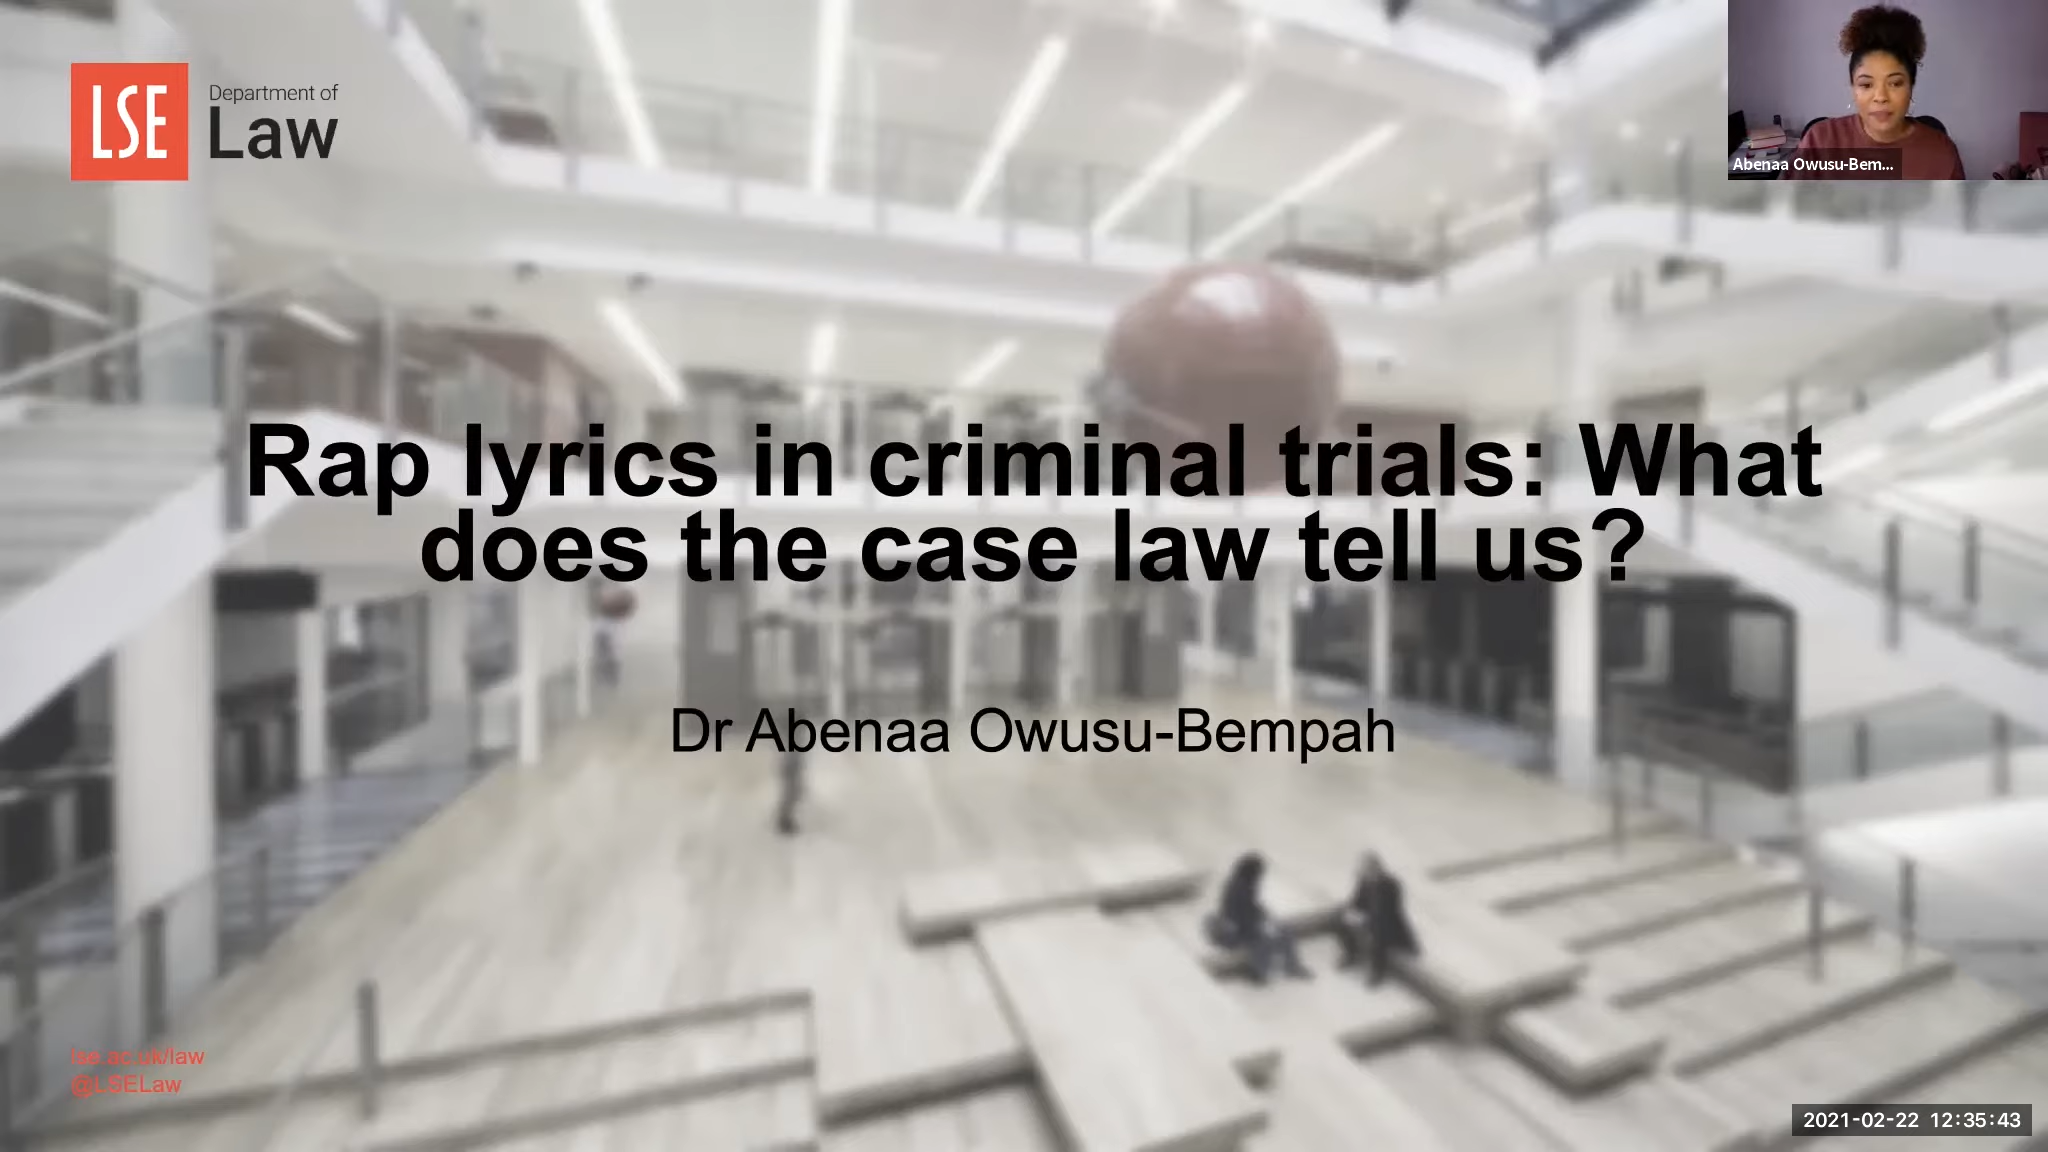 LSE
Department of
Law
Abenaa Owusu-Bem...
Rap lyrics in criminal trials: What
does the case law tell us?
Dr Abenaa Owusu-Bempah
lse.ac.uk/law
@LSELaw
2021-02-22 12:35:43